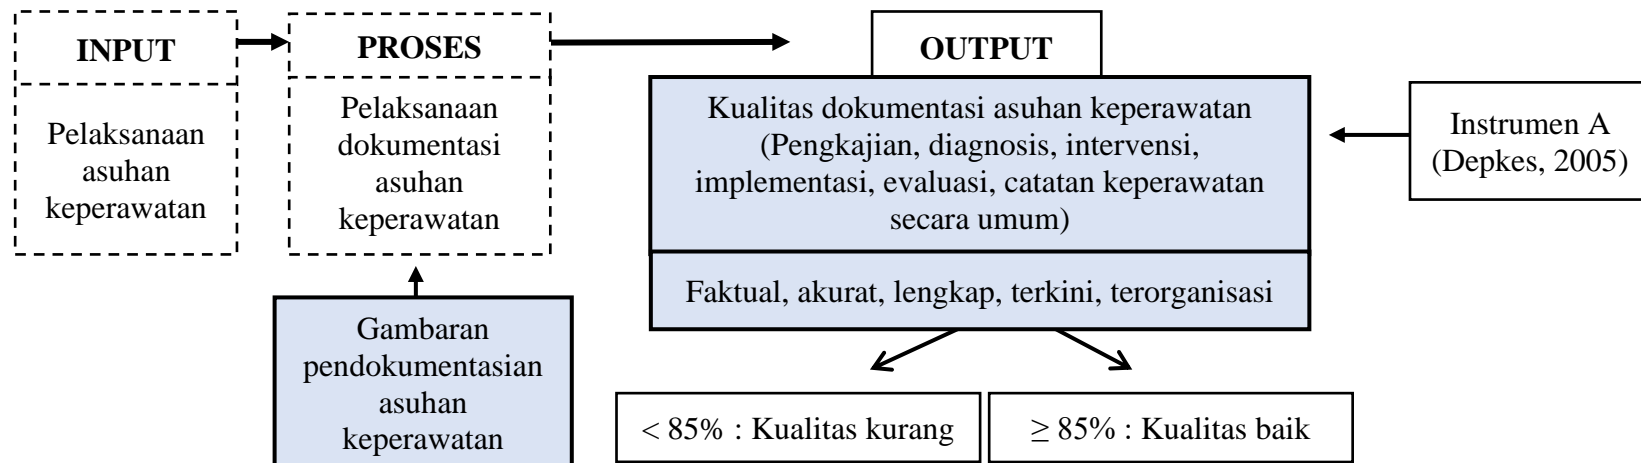 INPUT
Pelaksanaan
asuhan
keperawatan
PROSES
Pelaksanaan
dokumentasi
asuhan
keperawatan
Gambaran
pendokumentasian
asuhan
keperawatan
OUTPUT
Kualitas dokumentasi asuhan keperawatan
(Pengkajian, diagnosis, intervensi,
implementasi, evaluasi, catatan keperawatan
secara umum)
Faktual, akurat, lengkap, terkini, terorganisasi
< 85% : Kualitas kurang
≥ 85% : Kualitas baik
Instrumen A
(Depkes, 2005)